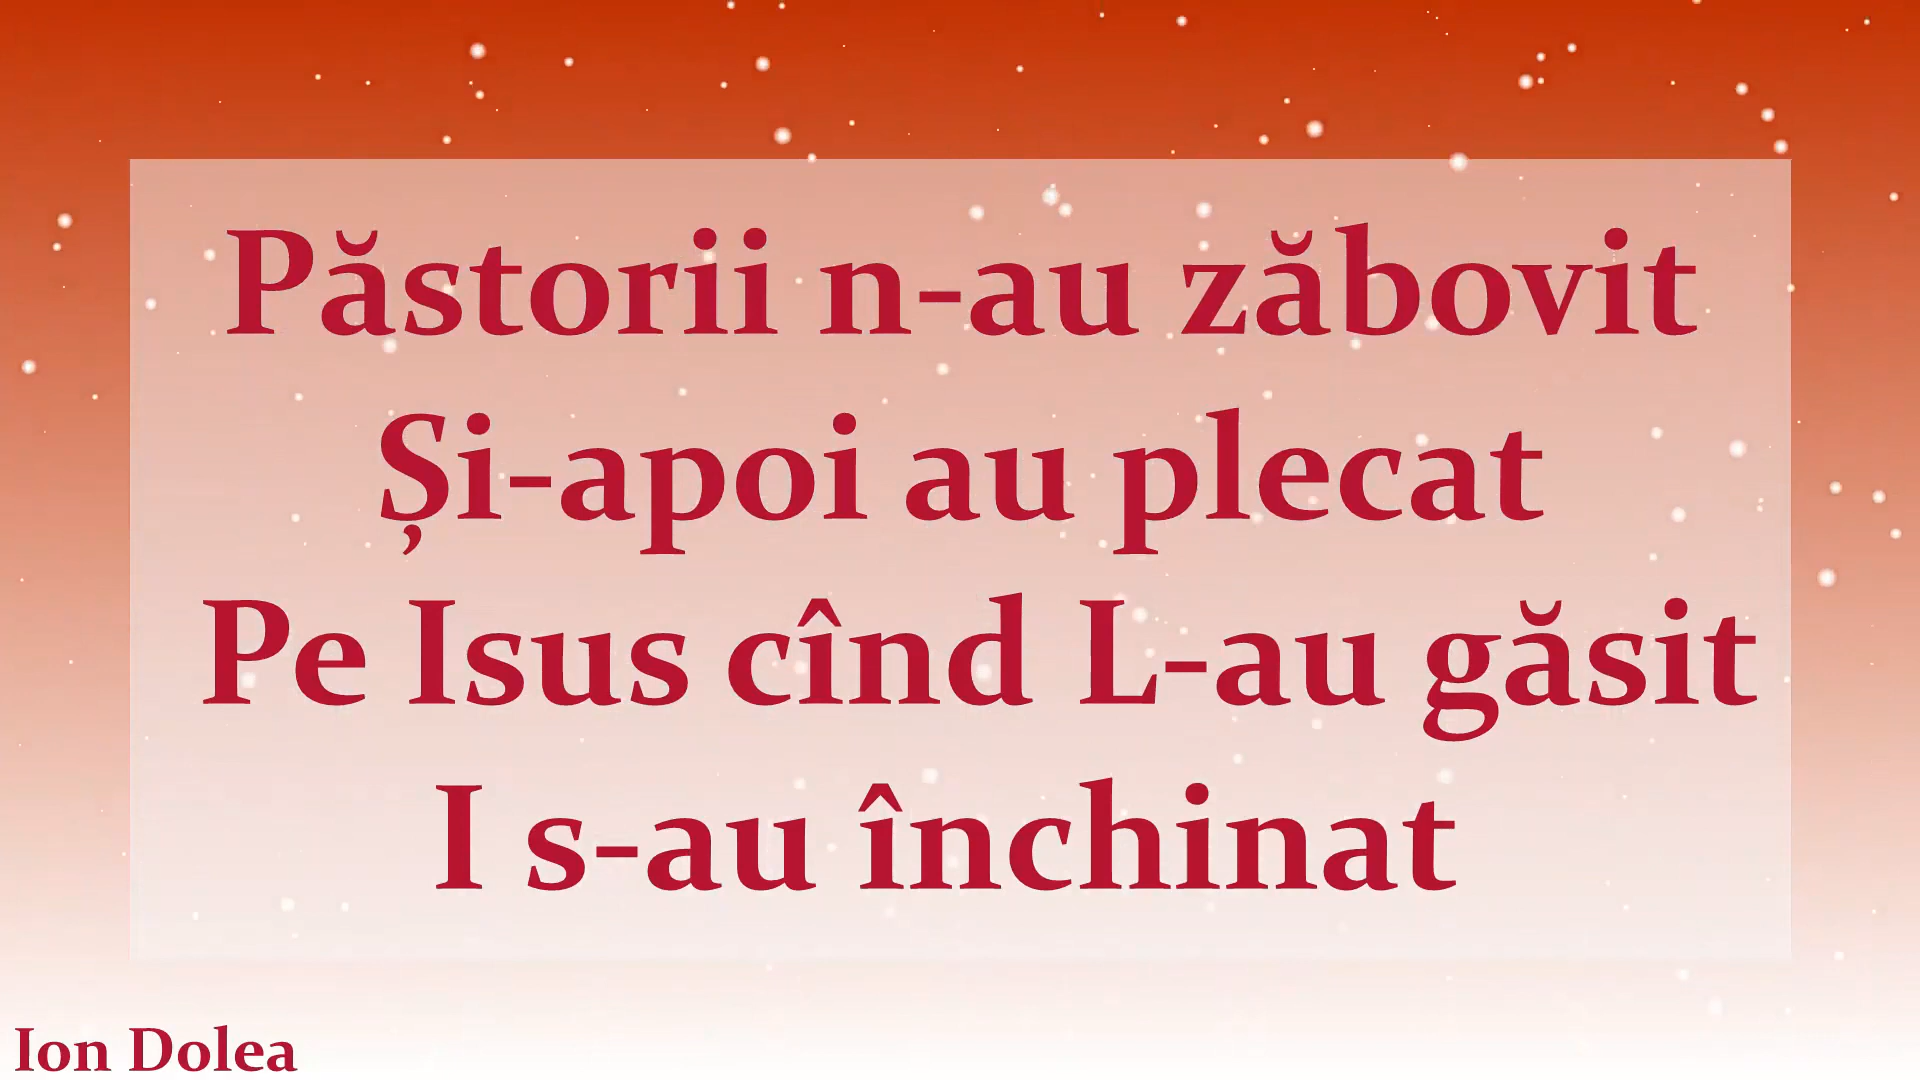 Păstorii n-au zăbovit
Și-apoi au plecat
Pe Isus cînd L-au găsit
I s-au închinat
Ion Dolea